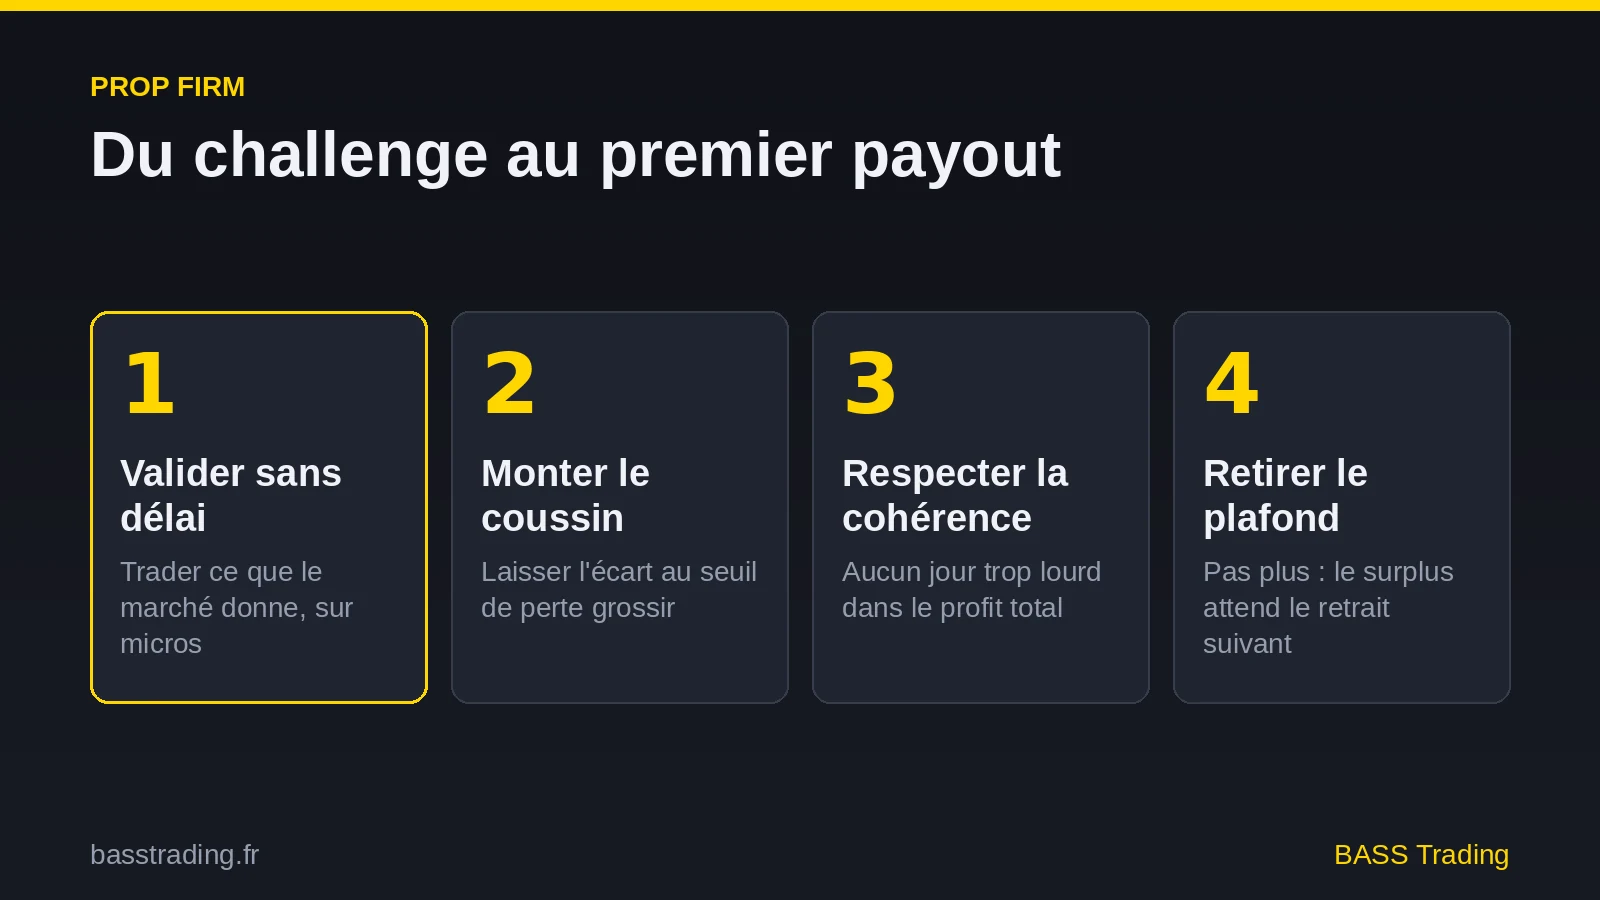 PROP FIRM
Du challenge au premier payout
1
Valider sans
délai
Trader ce que le
marché donne, sur
micros
2
Monter le
coussin
Laisser l'écart au seuil
de perte grossir
3
Respecter la
cohérence
Aucun jour trop lourd
dans le profit total
4
Retirer le
plafond
Pas plus : le surplus
attend le retrait
suivant
basstrading.fr
BASS Trading